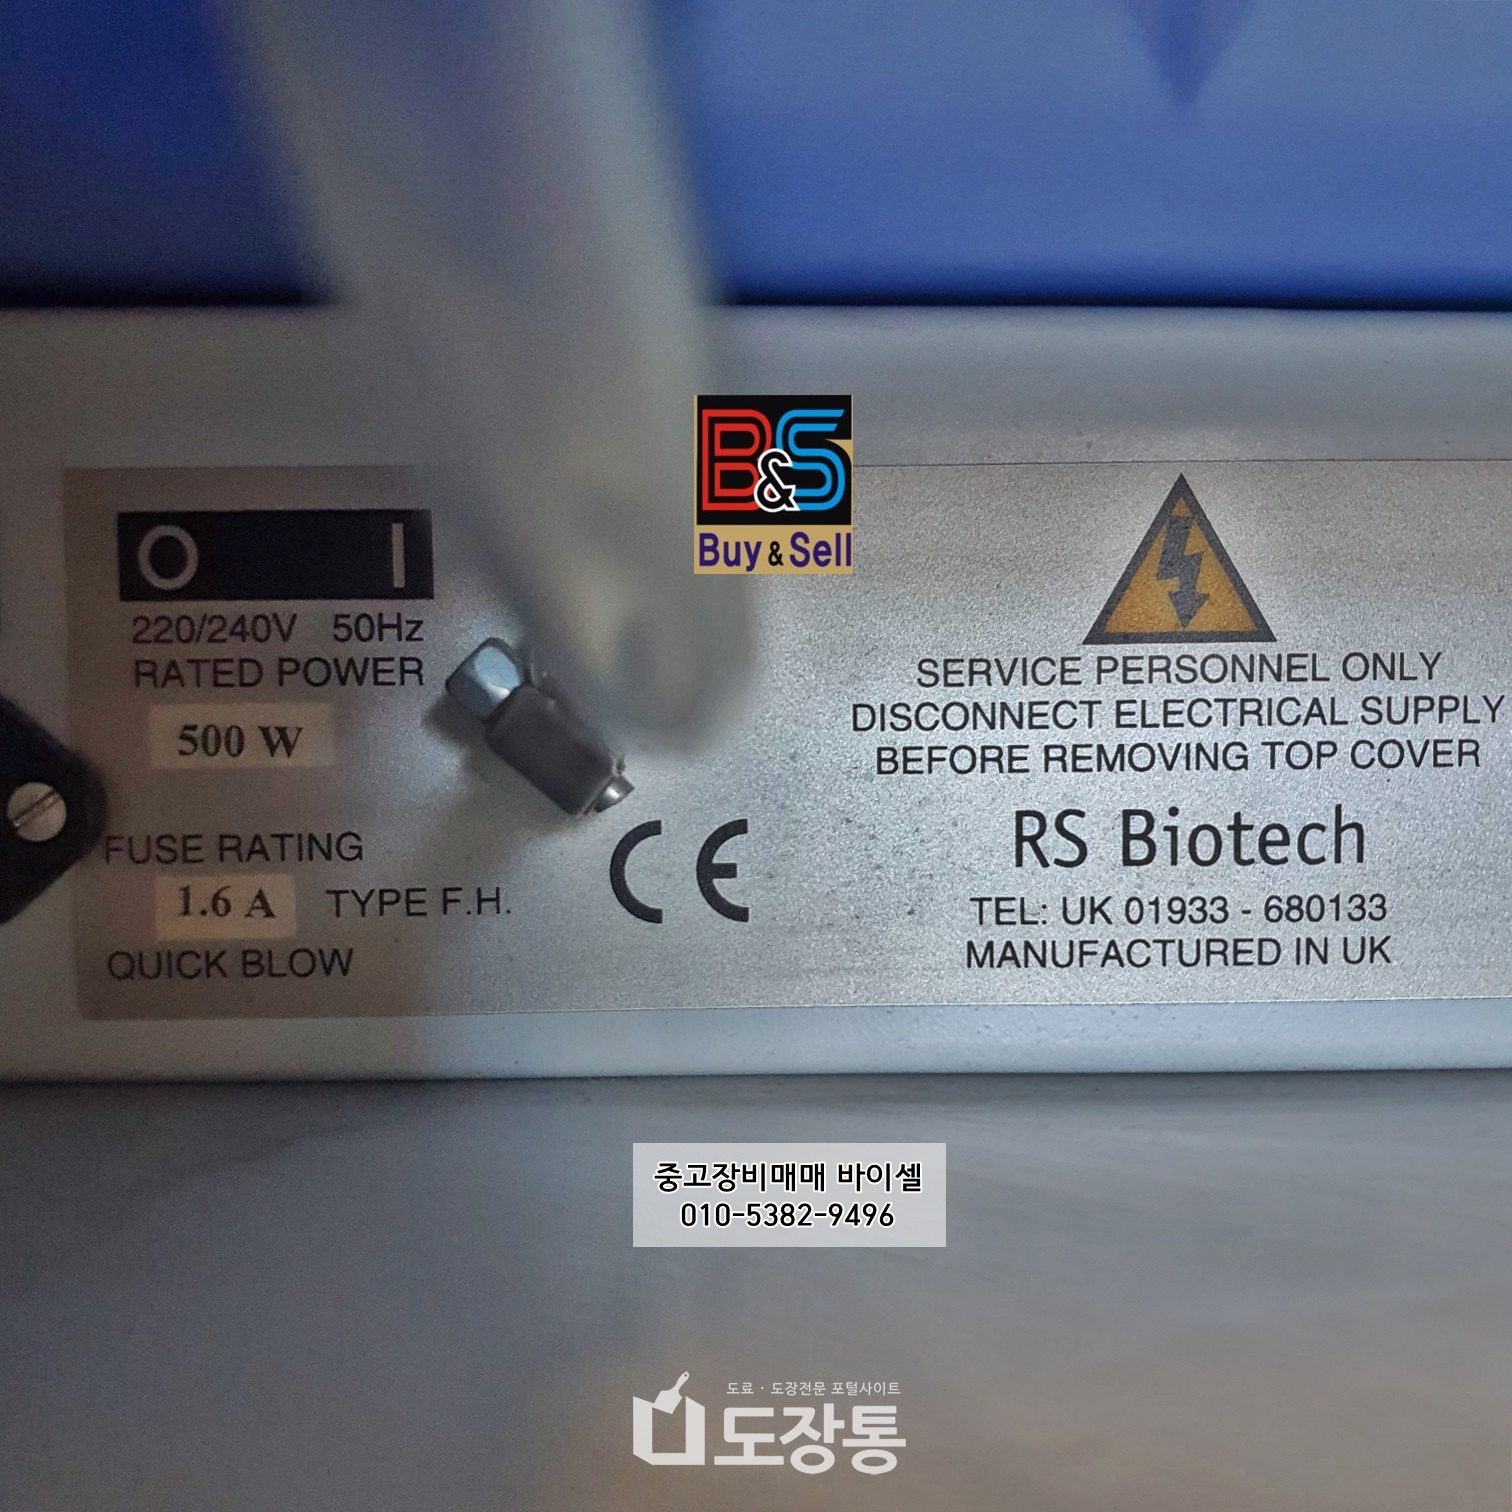 B&S
Buy & Sell
O I
220/240V 50Hz
RATED POWER
500 W
FUSE RATING
1.6 A TYPE F.H.
QUICK BLOW
CE
SERVICE PERSONNEL ONLY
DISCONNECT ELECTRICAL SUPPLY
BEFORE REMOVING TOP COVER
RS Biotech
TEL: UK 01933 - 680133
MANUFACTURED IN UK
중고장비매매 바이셀
010-5382-9496
도료 · 도장전문 포털사이트
도장통